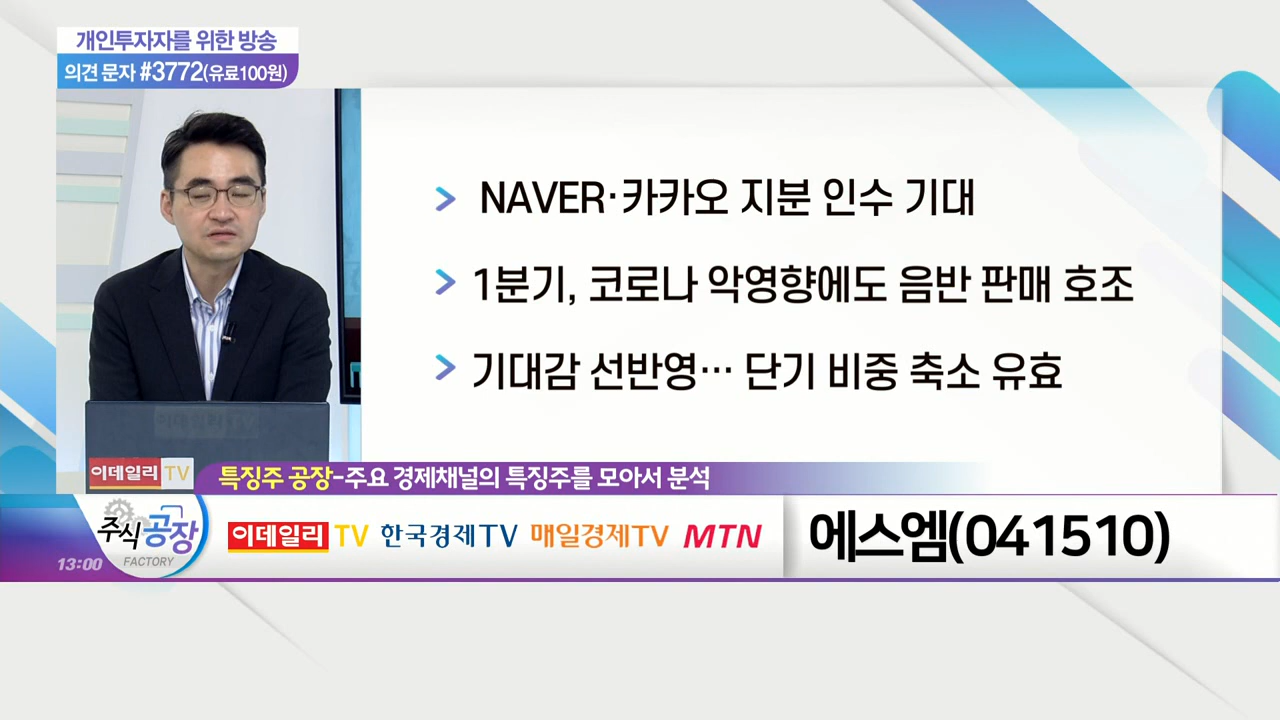 개인투자자를 위한 방송
의견 문자 #3772(유료100원)
> NAVER·카카오 지분 인수 기대
> 1분기, 코로나 악영향에도 음반 판매 호조
> 기대감 선반영… 단기 비중 축소 유효
이데일리TV
이데일리 TV
특징주 공장-주요 경제채널의 특징주를 모아서 분석
주식공장
FACTORY
13:00
이데일리 TV 한국경제TV 매일경제TV MTN
에스엠(041510)